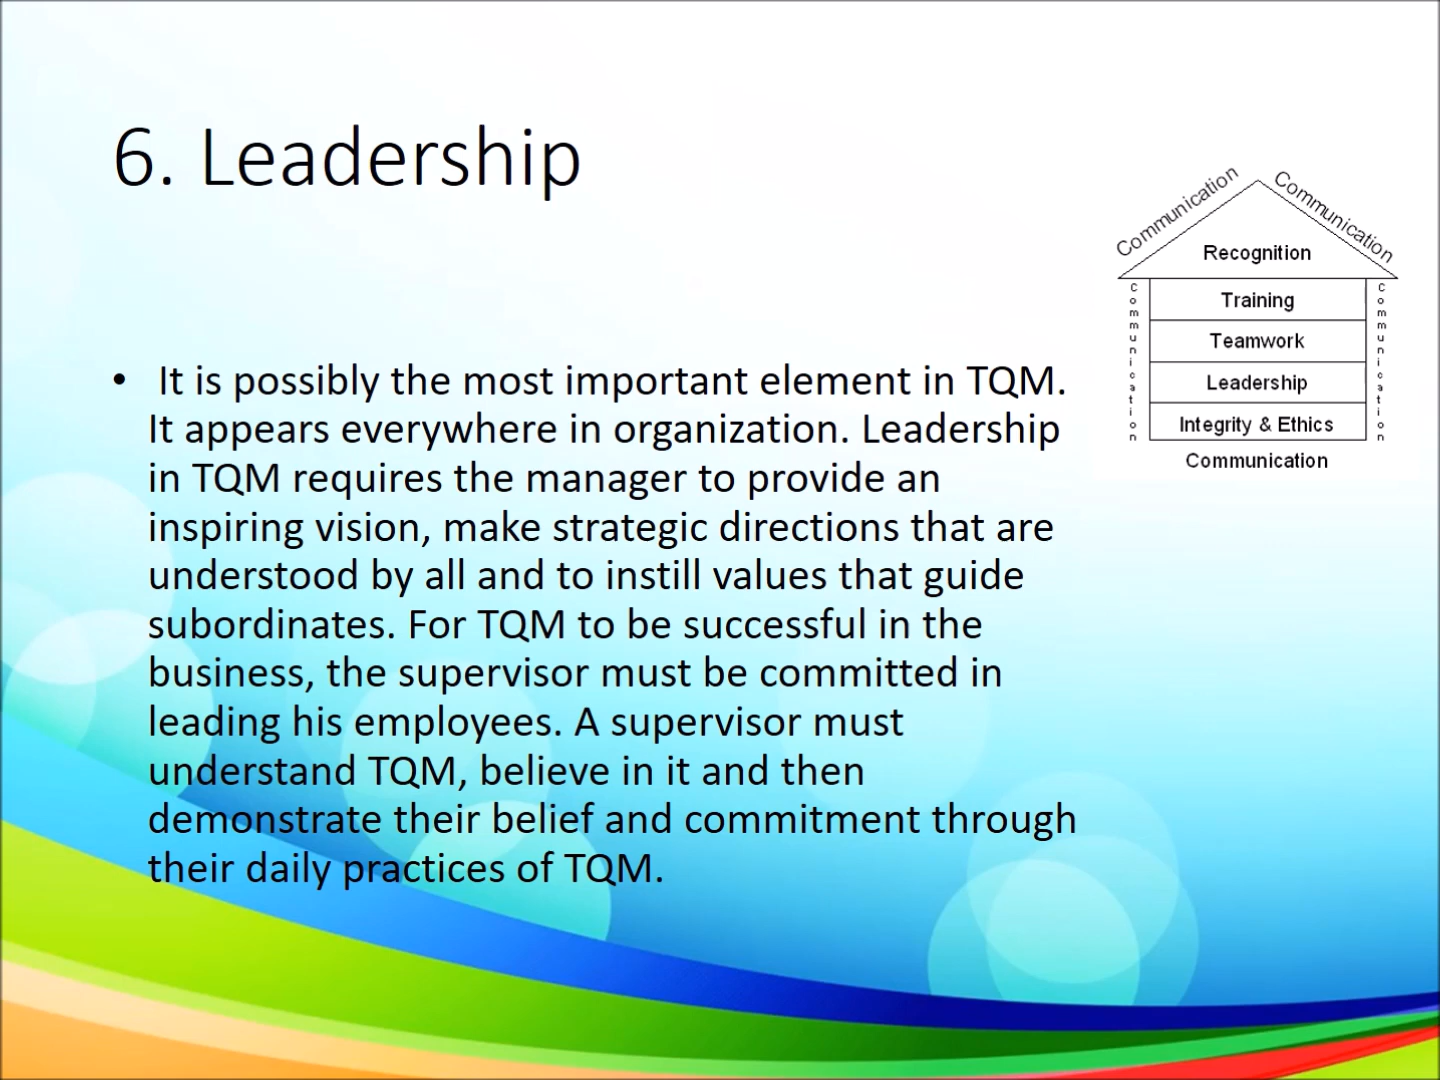 6. Leadership
• It is possibly the most important element in TQM.
It appears everywhere in organization. Leadership
in TQM requires the manager to provide an
inspiring vision, make strategic directions that are
understood by all and to instill values that guide
subordinates. For TQM to be successful in the
business, the supervisor must be committed in
leading his employees. A supervisor must
understand TQM, believe in it and then
demonstrate their belief and commitment through
their daily practices of TQM.
Communication
Communication
Recognition
Communication
Training
Teamwork
Leadership
Integrity & Ethics
Communication
Communication